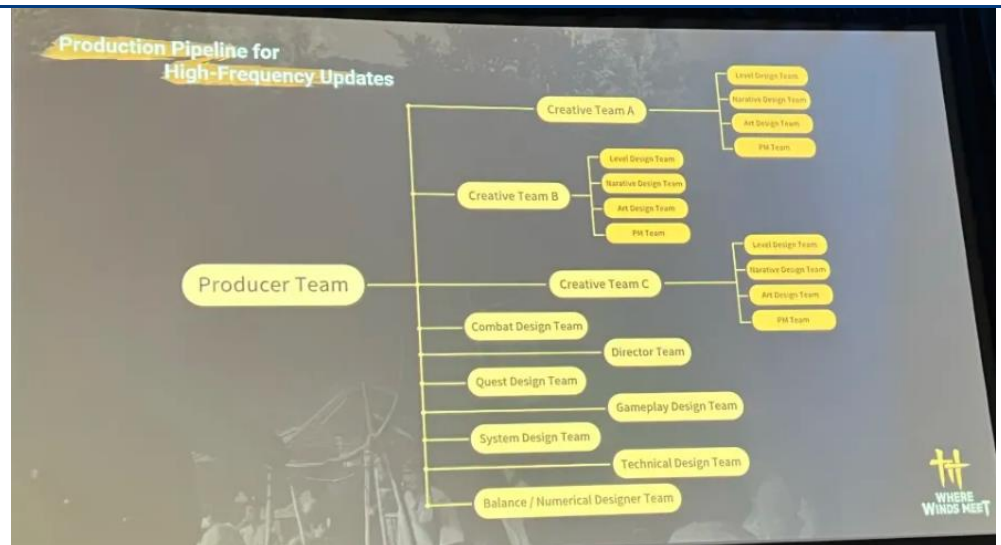 Production Pipeline for
High-Frequency Updates
Producer Team
Creative Team A
Level Design Team
Narative Design Team
Art Design Team
PM Team
Creative Team B
Level Design Team
Narative Design Team
Art Design Team
PM Team
Creative Team C
Level Design Team
Narative Design Team
Art Design Team
PM Team
Combat Design Team
Director Team
Quest Design Team
Gameplay Design Team
System Design Team
Technical Design Team
Balance / Numerical Designer Team
WHERE
WINDS MEET